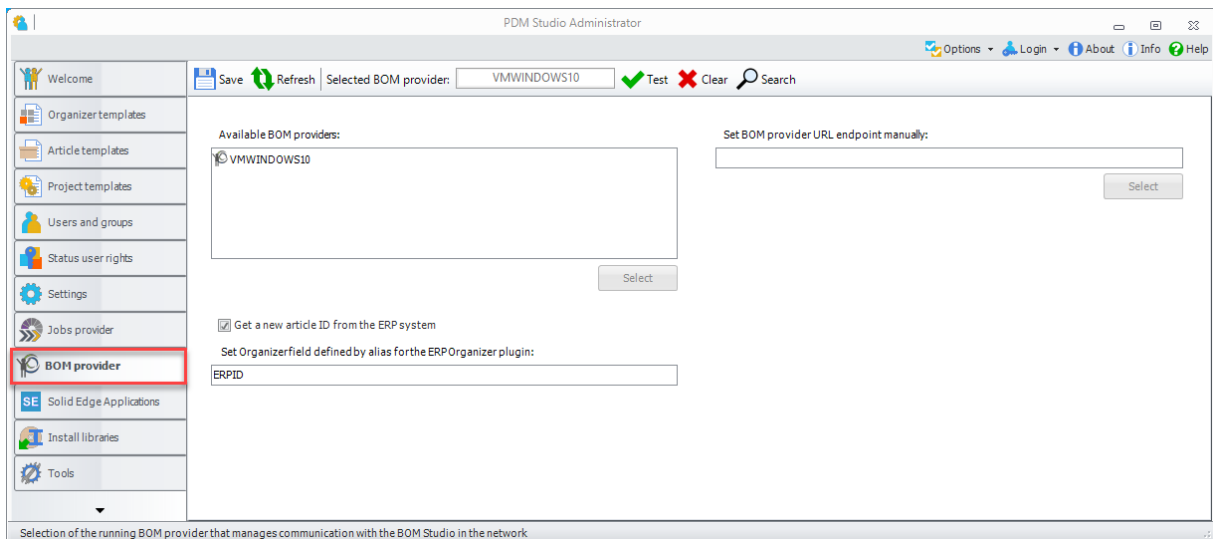 PDM Studio Administrator
Options Login About Info Help
Welcome
Save Refresh Selected BOM provider: VMWINDOWS10 Test Clear Search
Organizer templates
Article templates
Project templates
Users and groups
Status user rights
Settings
Jobs provider
BOM provider
SE Solid Edge Applications
Install libraries
Tools
Available BOM providers:
VMWINDOWS10
Select
Get a new article ID from the ERP system
Set Organizer field defined by alias for the ERP Organizer plugin:
ERPID
Set BOM provider URL endpoint manually:
Select
Selection of the running BOM provider that manages communication with the BOM Studio in the network